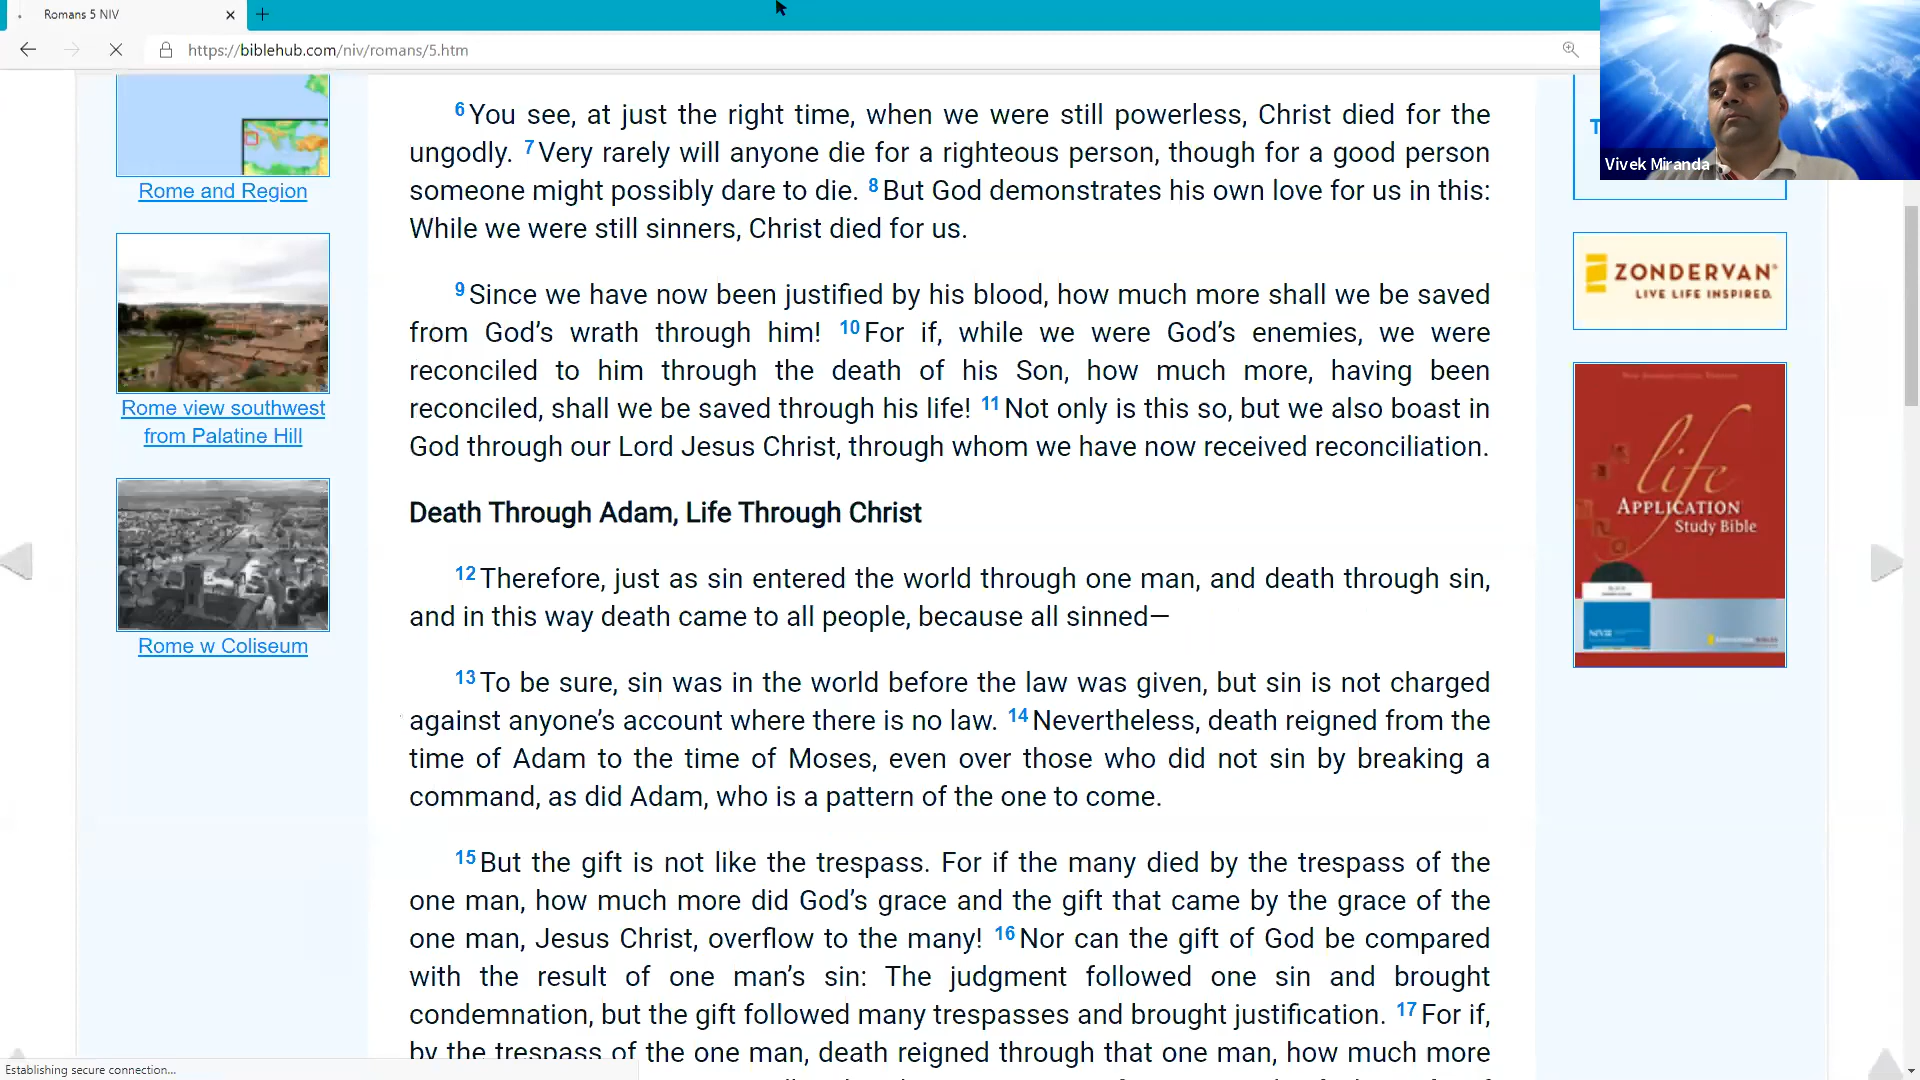 Romans 5 NIV
https://biblehub.com/niv/romans/5.htm
Vivek Miranda
Rome and Region
Rome view southwest
from Palatine Hill
Rome w Coliseum
6 You see, at just the right time, when we were still powerless, Christ died for the
ungodly. 7 Very rarely will anyone die for a righteous person, though for a good person
someone might possibly dare to die. 8 But God demonstrates his own love for us in this:
While we were still sinners, Christ died for us.
9 Since we have now been justified by his blood, how much more shall we be saved
from God’s wrath through him! 10 For if, while we were God’s enemies, we were
reconciled to him through the death of his Son, how much more, having been
reconciled, shall we be saved through his life! 11 Not only is this so, but we also boast in
God through our Lord Jesus Christ, through whom we have now received reconciliation.
Death Through Adam, Life Through Christ
12 Therefore, just as sin entered the world through one man, and death through sin,
and in this way death came to all people, because all sinned—
13 To be sure, sin was in the world before the law was given, but sin is not charged
against anyone’s account where there is no law. 14 Nevertheless, death reigned from the
time of Adam to the time of Moses, even over those who did not sin by breaking a
command, as did Adam, who is a pattern of the one to come.
15 But the gift is not like the trespass. For if the many died by the trespass of the
one man, how much more did God’s grace and the gift that came by the grace of the
one man, Jesus Christ, overflow to the many! 16 Nor can the gift of God be compared
with the result of one man’s sin: The judgment followed one sin and brought
condemnation, but the gift followed many trespasses and brought justification. 17 For if,
by the trespass of the one man, death reigned through that one man, how much more
T
ZONDERVAN
LIVE LIFE INSPIRED.
life
APPLICATION
Study Bible
NIV
Establishing secure connection...